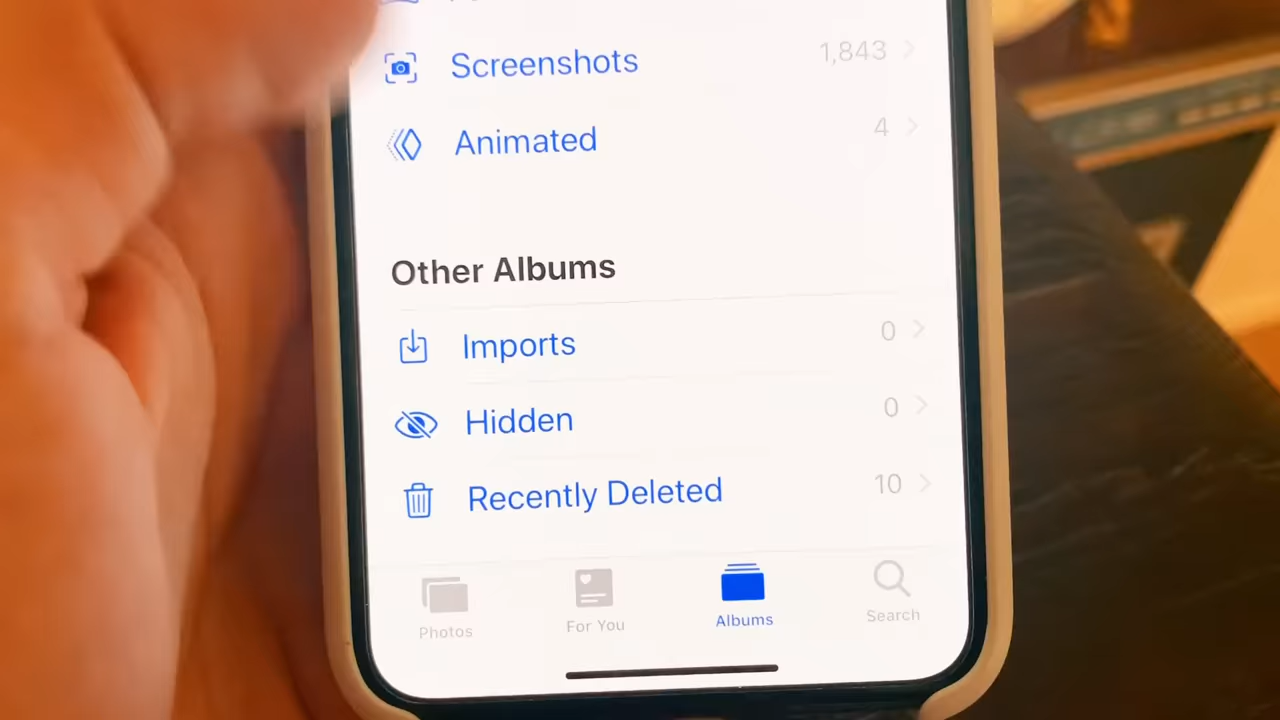 Screenshots 1,843
Animated 4
Other Albums
Imports 0
Hidden 0
Recently Deleted 10
Photos For You Albums Search